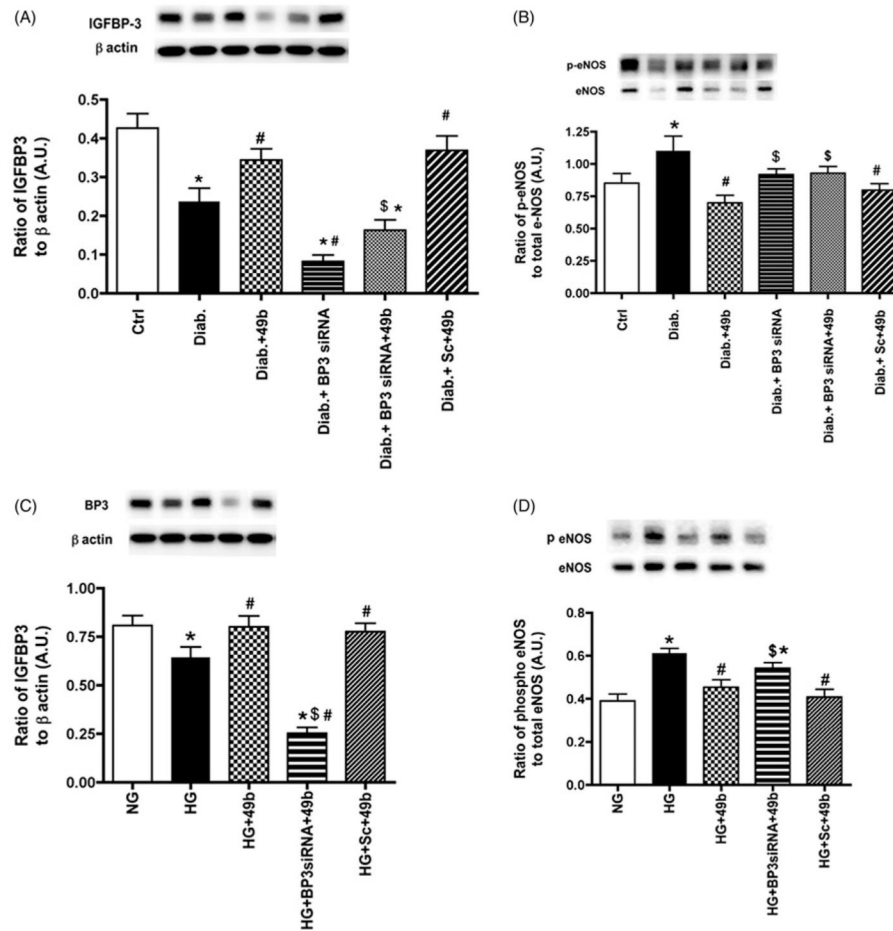 (A)
IGFBP-3
β actin
Ratio of IGFBP3
to β actin (A.U.)
0.5
0.4
0.3
0.2
0.1
0.0
*
#
* #
$ *
#
Ctrl
Diab.
Diab.+49b
Diab.+ BP3 siRNA
Diab.+ BP3 siRNA+49b
Diab.+ Sc+49b
(B)
p-eNOS
eNOS
Ratio of p-eNOS
to total e-NOS (A.U.)
1.25
1.00
0.75
0.50
0.25
0.00
*
#
$
$
#
Ctrl
Diab.
Diab.+49b
Diab.+ BP3 siRNA
Diab.+ BP3 siRNA+49b
Diab.+ Sc+49b
(C)
BP3
β actin
Ratio of IGFBP3
to β actin (A.U.)
1.00
0.75
0.50
0.25
0.00
*
#
* $ #
#
NG
HG
HG+49b
HG+BP3siRNA+49b
HG+Sc+49b
(D)
p eNOS
eNOS
Ratio of phospho eNOS
to total eNOS (A.U.)
0.8
0.6
0.4
0.2
0.0
*
#
$ *
#
NG
HG
HG+49b
HG+BP3siRNA+49b
HG+Sc+49b